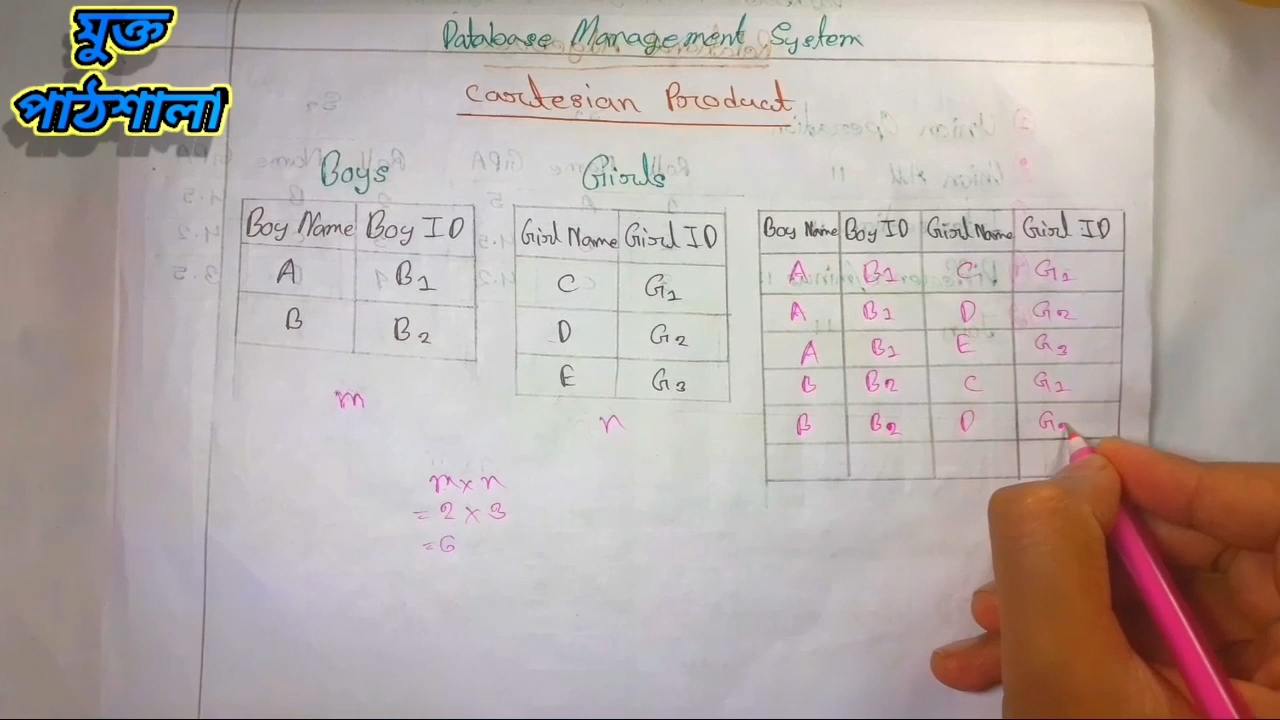 মুক্ত
পাঠশালা
Database Management System
Cartesian Product
Boys
Boy Name Boy ID
A B1
B B2
m
Girls
Girl Name Girl ID
C G1
D G2
E G3
n
m x n
= 2 x 3
= 6
Boy Name Boy ID Girl Name Girl ID
A B1 C G1
A B1 D G2
A B1 E G3
B B2 C G1
B B2 D G2